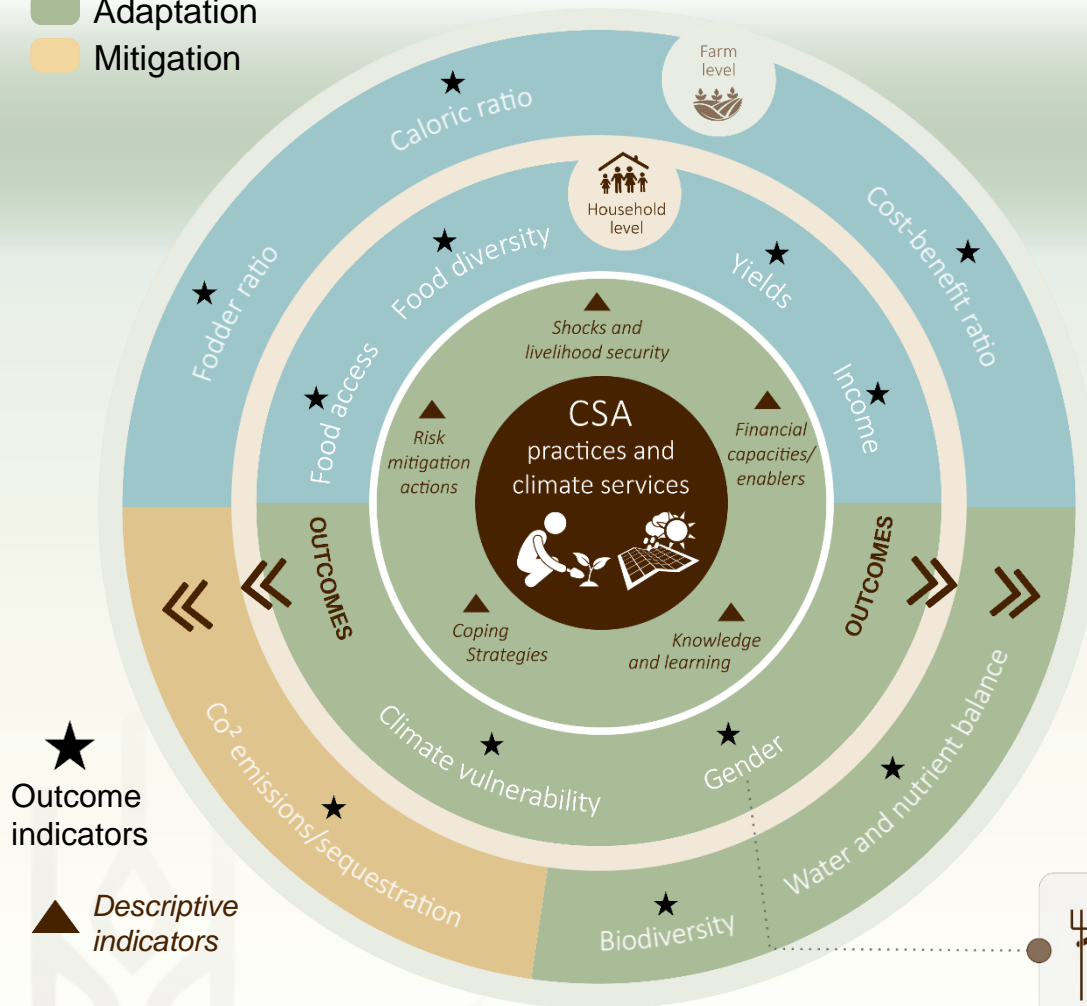 Adaptation
Mitigation
Farm
level
Caloric ratio
Household
level
Fodder ratio
Cost-benefit ratio
Food diversity
Yields
Food access
Income
Shocks and
livelihood security
Risk
mitigation
actions
Financial
capacities/
enablers
CSA
practices and
climate services
OUTCOMES
OUTCOMES
Coping
Strategies
Knowledge
and learning
Climate vulnerability
Gender
Co² emissions/sequestration
Water and nutrient balance
Biodiversity
Outcome
indicators
Descriptive
indicators